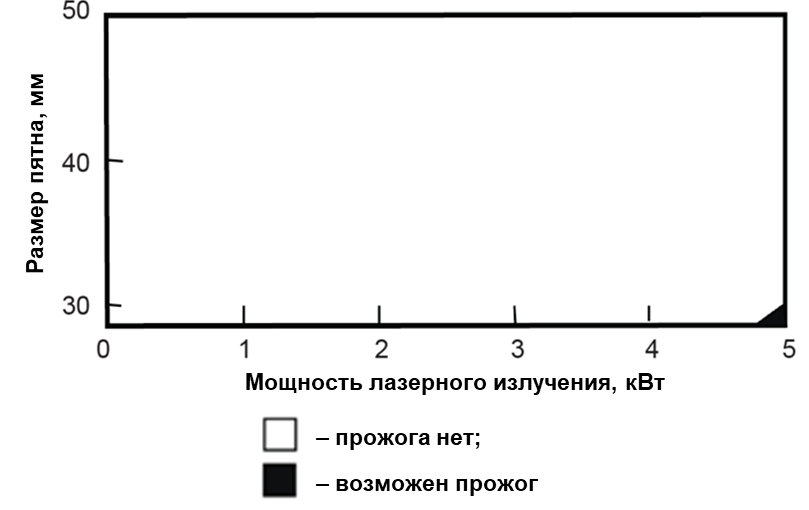 50
40
30
Размер пятна, мм
0 1 2 3 4 5
Мощность лазерного излучения, кВт
– прожога нет;
– возможен прожог